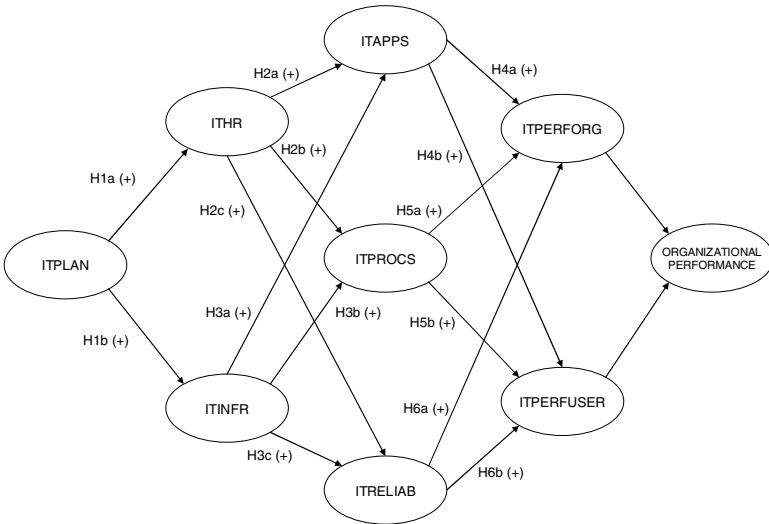 ITAPPS
H4a (+)
H2a (+)
ITHR
ITPERFORG
H2b (+)
H4b (+)
H1a (+)
H2c (+)
H5a (+)
ITPLAN
ITPROCS
ORGANIZATIONAL
PERFORMANCE
H3a (+)
H3b (+)
H5b (+)
H1b (+)
ITINFR
ITPERFUSER
H6a (+)
H3c (+)
H6b (+)
ITRELIAB